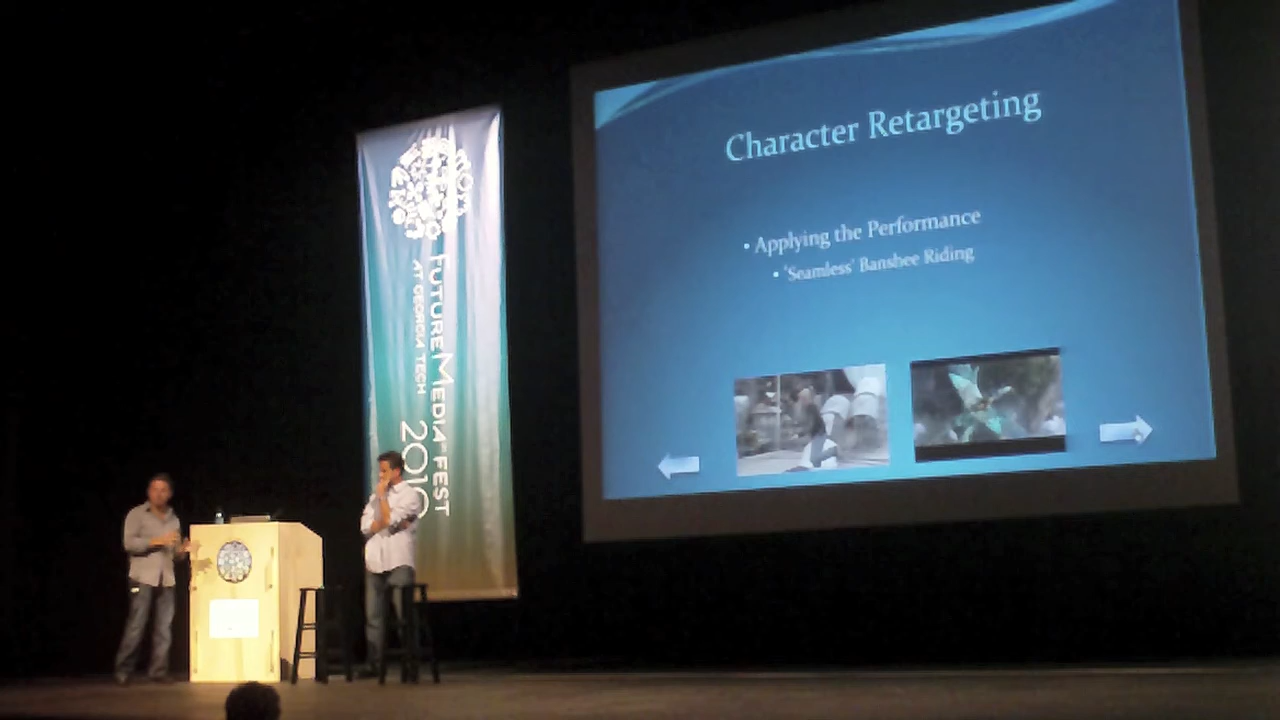 FUTUREMEDIA FEST
AT GEORGIA TECH 2010
Character Retargeting
• Applying the Performance
• 'Seamless' Banshee Riding